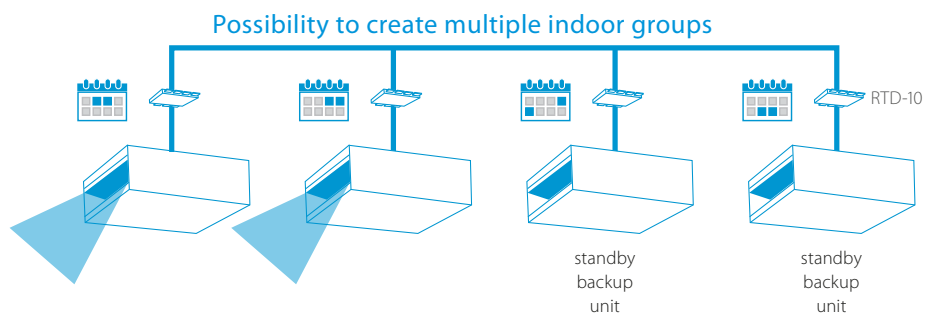 Possibility to create multiple indoor groups
RTD-10
standby
backup
unit
standby
backup
unit